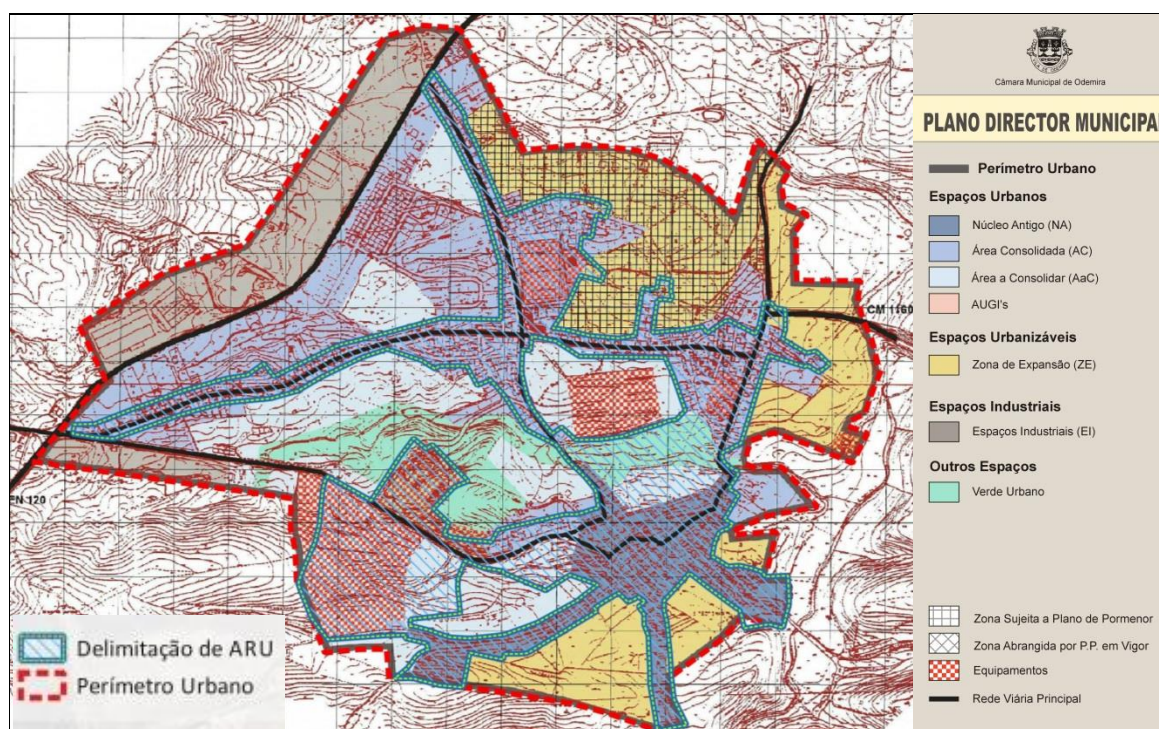 Câmara Municipal de Odemira
PLANO DIRECTOR MUNICIPA
Perímetro Urbano
Espaços Urbanos
Núcleo Antigo (NA)
Área Consolidada (AC)
Área a Consolidar (AaC)
AUGI's
Espaços Urbanizáveis
Zona de Expansão (ZE)
Espaços Industriais
Espaços Industriais (EI)
Outros Espaços
Verde Urbano
Zona Sujeita a Plano de Pormenor
Zona Abrangida por P.P. em Vigor
Equipamentos
Rede Viária Principal
CM 1160
EN 120
Delimitação de ARU
Perímetro Urbano